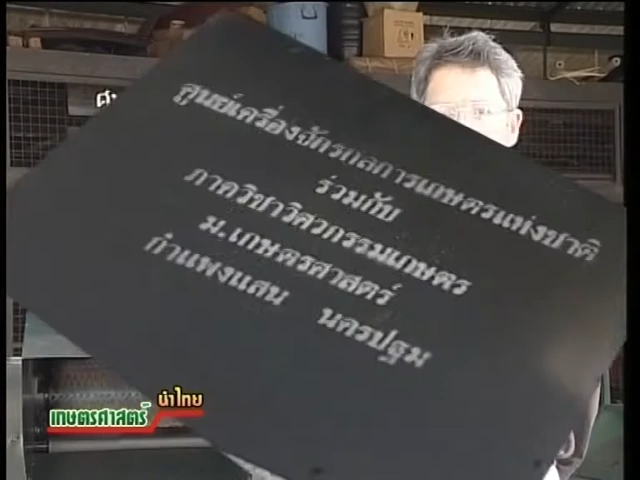 ศูนย์เครื่องจักรกลการเกษตรแห่งชาติ
ร่วมกับ
ภาควิชาวิศวกรรมเกษตร
ม.เกษตรศาสตร์
กำแพงแสน นครปฐม
เกษตรศาสตร์
นำไทย